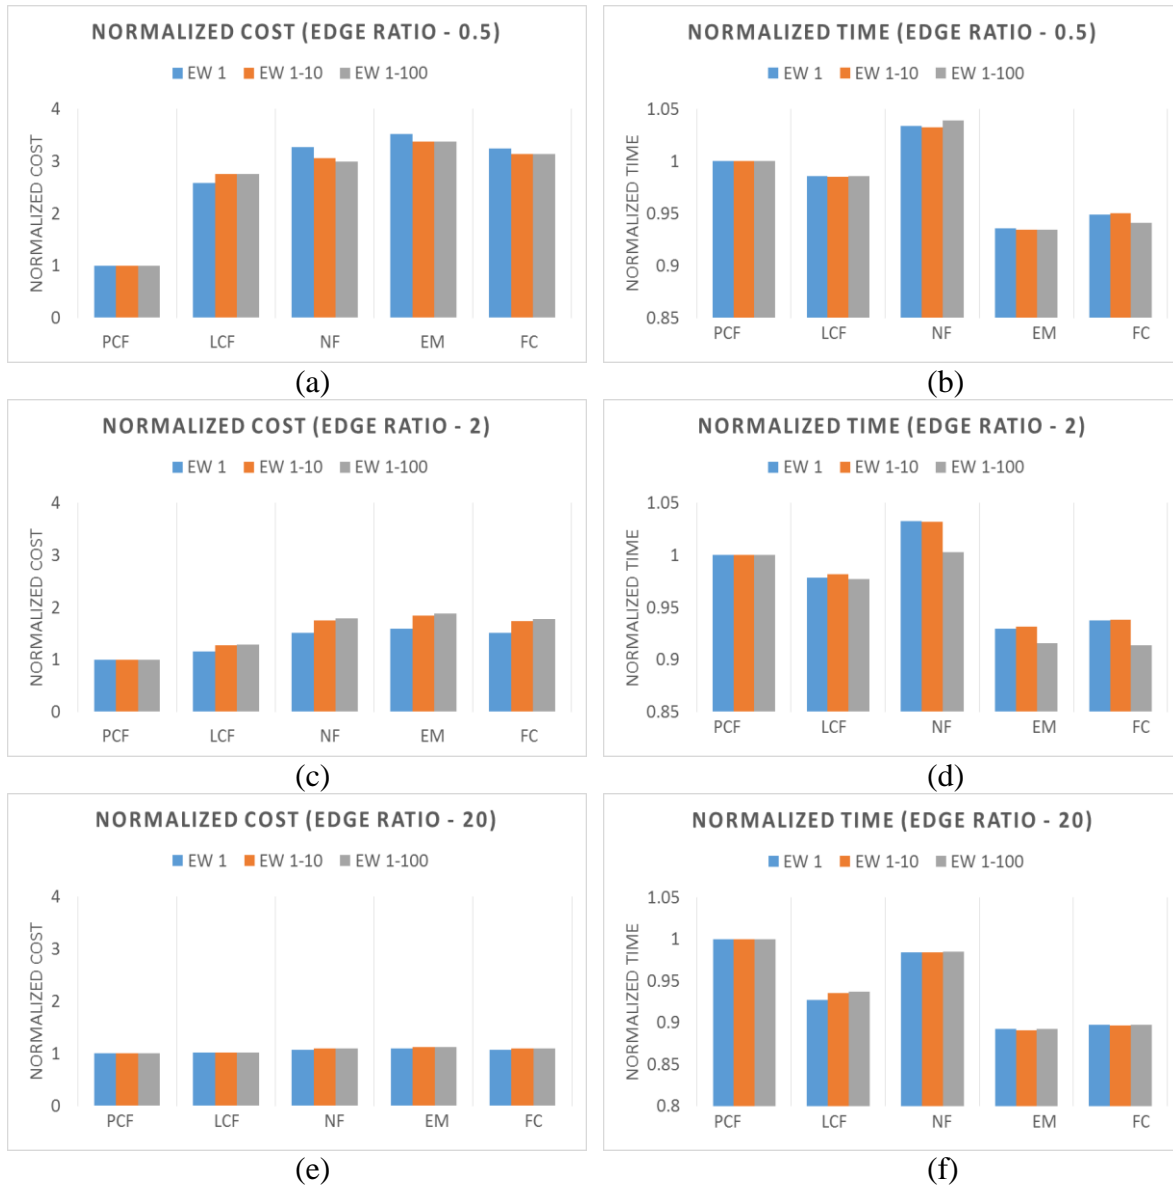 NORMALIZED COST (EDGE RATIO - 0.5)
EW 1 EW 1-10 EW 1-100
NORMALIZED COST
4
3
2
1
0
PCF LCF NF EM FC
(a)
NORMALIZED TIME (EDGE RATIO - 0.5)
EW 1 EW 1-10 EW 1-100
NORMALIZED TIME
1.05
1
0.95
0.9
0.85
PCF LCF NF EM FC
(b)
NORMALIZED COST (EDGE RATIO - 2)
EW 1 EW 1-10 EW 1-100
NORMALIZED COST
4
3
2
1
0
PCF LCF NF EM FC
(c)
NORMALIZED TIME (EDGE RATIO - 2)
EW 1 EW 1-10 EW 1-100
NORMALIZED TIME
1.05
1
0.95
0.9
0.85
PCF LCF NF EM FC
(d)
NORMALIZED COST (EDGE RATIO - 20)
EW 1 EW 1-10 EW 1-100
NORMALIZED COST
4
3
2
1
0
PCF LCF NF EM FC
(e)
NORMALIZED TIME (EDGE RATIO - 20)
EW 1 EW 1-10 EW 1-100
NORMALIZED TIME
1.05
1
0.95
0.9
0.85
0.8
PCF LCF NF EM FC
(f)